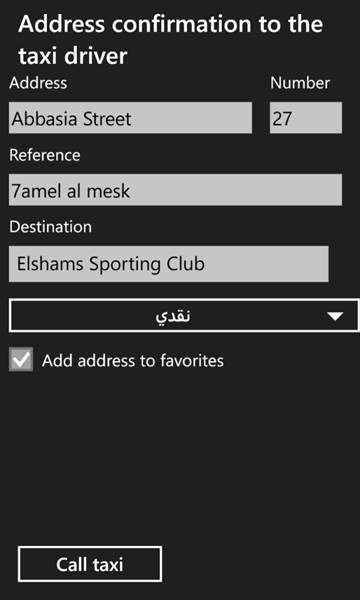 Address confirmation to the
taxi driver
Address Number
Abbasia Street 27
Reference
7amel al mesk
Destination
Elshams Sporting Club
نقدي
Add address to favorites
Call taxi